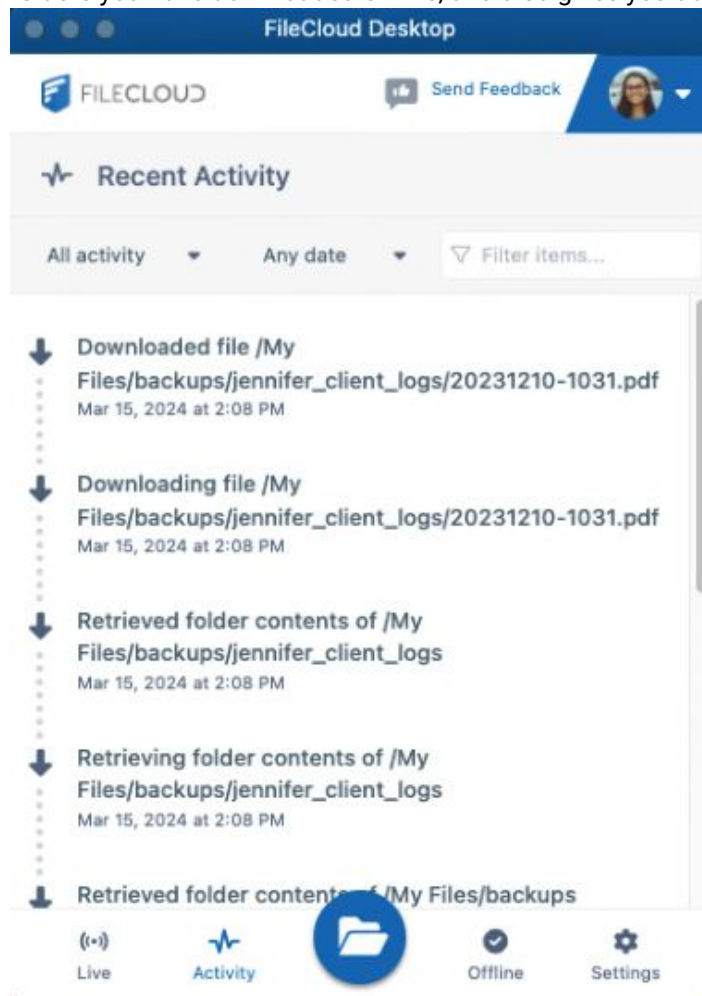 FileCloud Desktop
FILECLOUD
Send Feedback
Recent Activity
All activity
Any date
Filter items...
Downloaded file /My
Files/backups/jennifer_client_logs/20231210-1031.pdf
Mar 15, 2024 at 2:08 PM
Downloading file /My
Files/backups/jennifer_client_logs/20231210-1031.pdf
Mar 15, 2024 at 2:08 PM
Retrieved folder contents of /My
Files/backups/jennifer_client_logs
Mar 15, 2024 at 2:08 PM
Retrieving folder contents of /My
Files/backups/jennifer_client_logs
Mar 15, 2024 at 2:08 PM
Retrieved folder contents of /My Files/backups
Live
Activity
Offline
Settings